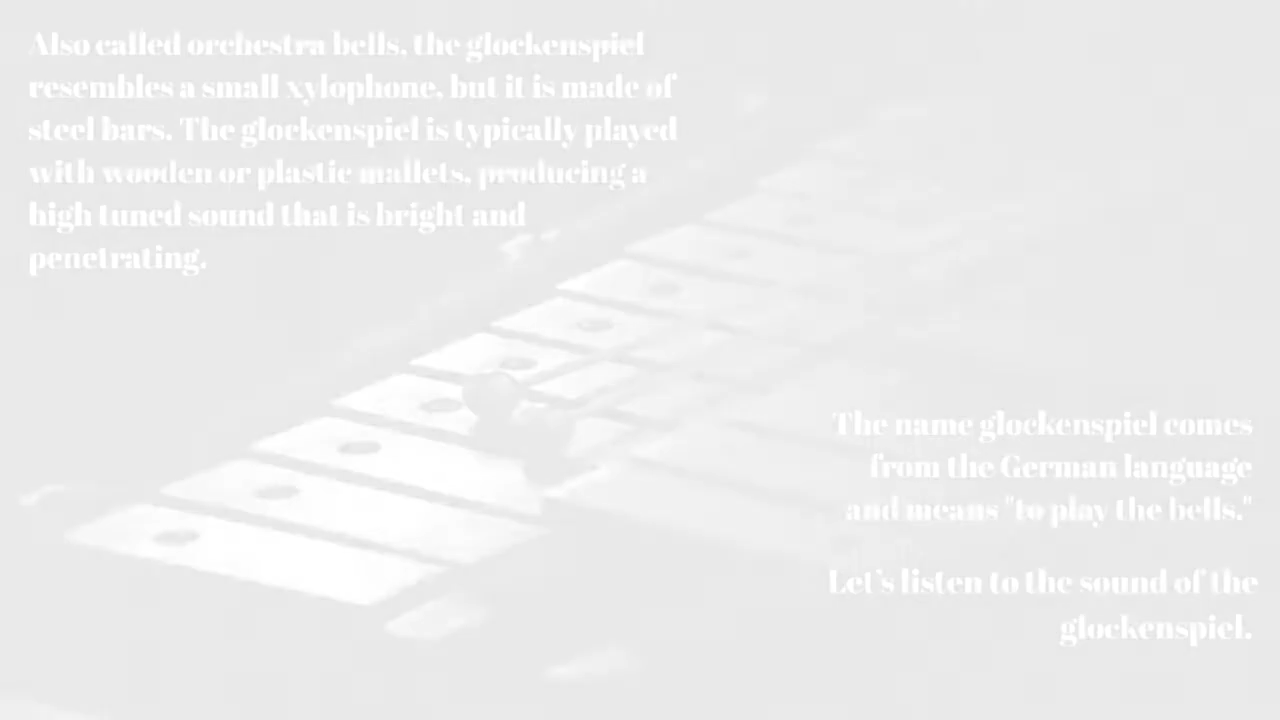 Also called orchestra bells, the glockenspiel
resembles a small xylophone, but it is made of
steel bars. The glockenspiel is typically played
with wooden or plastic mallets, producing a
high tuned sound that is bright and
penetrating.
The name glockenspiel comes
from the German language
and means "to play the bells."
Let's listen to the sound of the
glockenspiel.